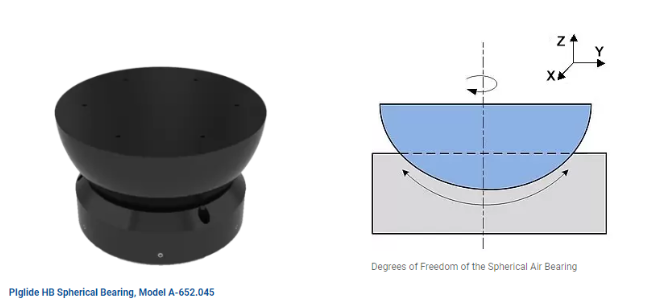 Z
Y
X
Degrees of Freedom of the Spherical Air Bearing
PIglide HB Spherical Bearing, Model A-652.045